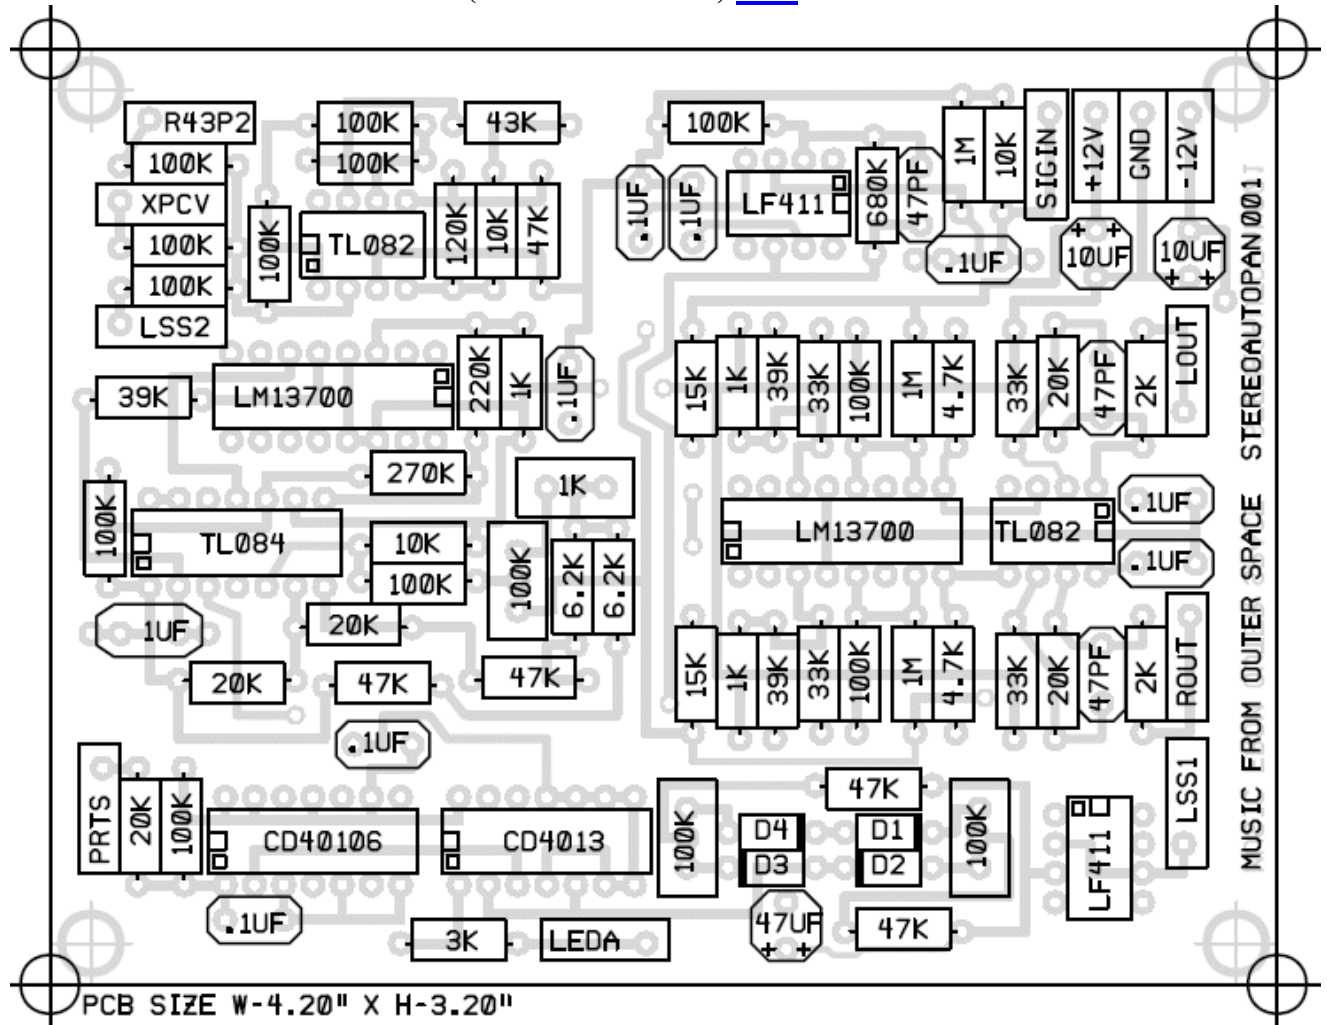 R43P2
100K
43K
100K
1M
10K
SIGIN
+12V
GND
-12V
100K
100K
XPCV
100K
TL082
120K
10K
47K
.1UF
.1UF
LF411
680K
47PF
.1UF
10UF
10UF
100K
100K
LSS2
39K
LM13700
220K
1K
.1UF
15K
1K
39K
33K
100K
1M
4.7K
33K
20K
47PF
2K
LOUT
270K
1K
100K
TL084
10K
100K
100K
6.2K
6.2K
LM13700
TL082
.1UF
.1UF
1UF
20K
20K
47K
47K
15K
1K
39K
33K
100K
1M
4.7K
33K
20K
47PF
2K
ROUT
.1UF
PRTS
20K
100K
CD40106
CD4013
100K
D4
D3
47K
D1
D2
100K
LF411
LSS1
.1UF
3K
LEDA
47UF
47K
MUSIC FROM OUTER SPACE STEREOAUTOPAN001
PCB SIZE W-4.20" X H-3.20"